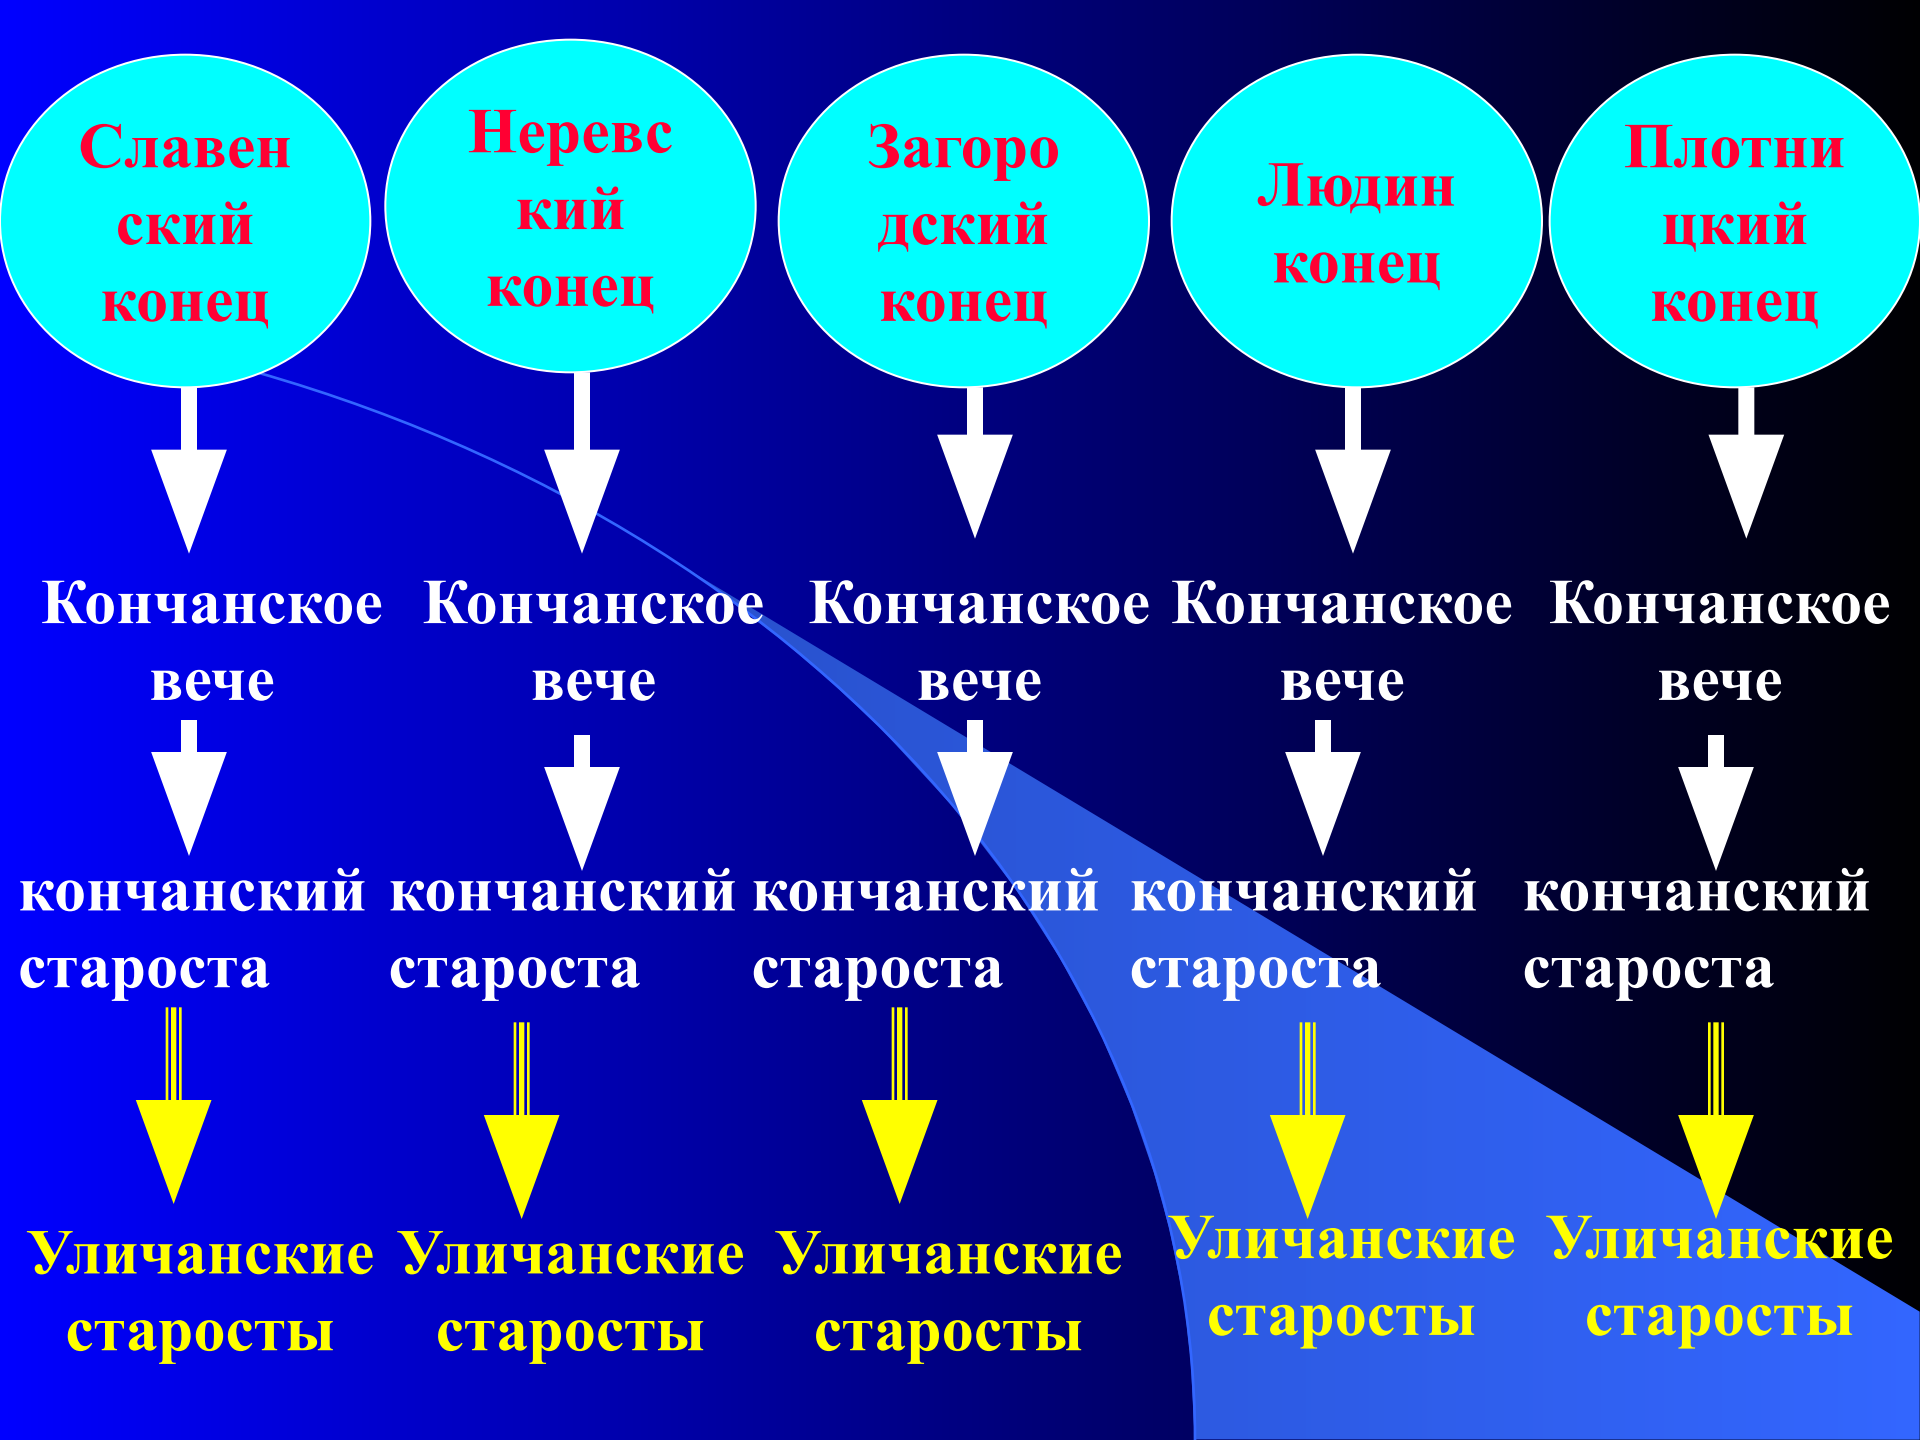 Славен
ский
конец
Неревс
кий
конец
Загоро
дский
конец
Людин
конец
Плотни
цкий
конец
Кончанское
вече
Кончанское
вече
Кончанское
вече
Кончанское
вече
Кончанское
вече
кончанский
староста
кончанский
староста
кончанский
староста
кончанский
староста
кончанский
староста
Уличанские
старосты
Уличанские
старосты
Уличанские
старосты
Уличанские
старосты
Уличанские
старосты